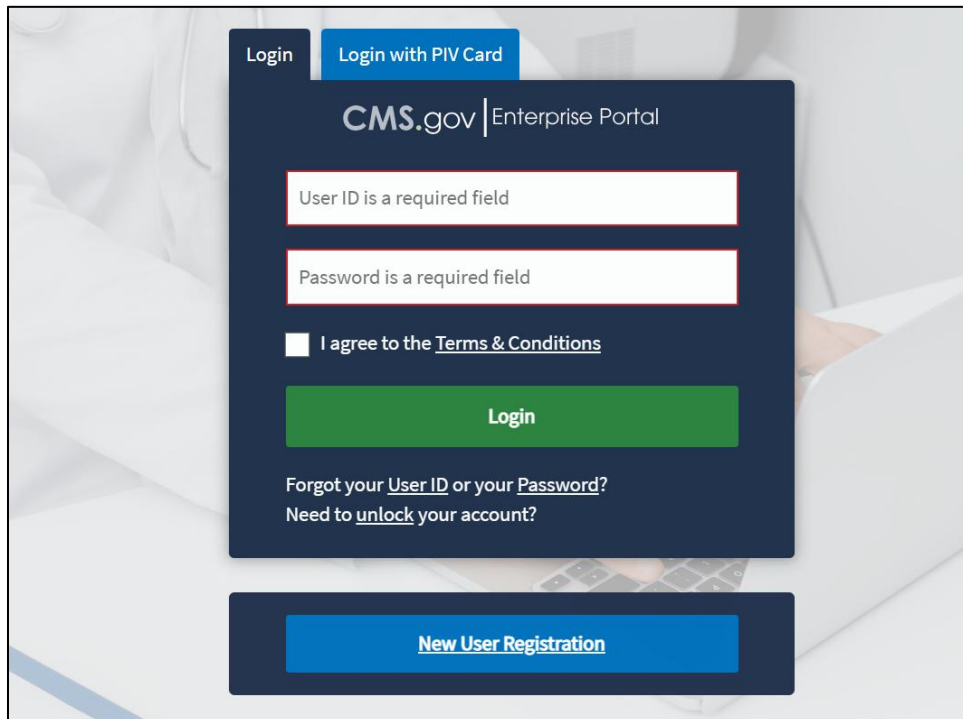 Login
Login with PIV Card
CMS.gov Enterprise Portal
User ID is a required field
Password is a required field
I agree to the Terms & Conditions
Login
Forgot your User ID or your Password?
Need to unlock your account?
New User Registration